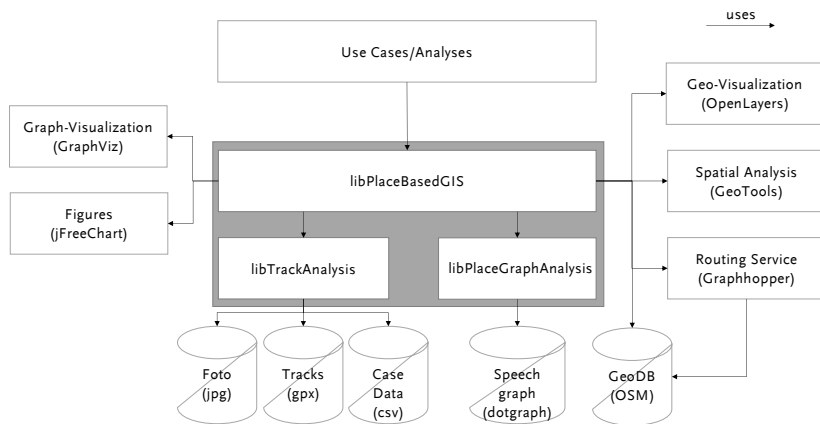 uses
Use Cases/Analyses
Geo-Visualization
(OpenLayers)
Graph-Visualization
(GraphViz)
libPlaceBasedGIS
Spatial Analysis
(GeoTools)
Figures
(jFreeChart)
libTrackAnalysis
libPlaceGraphAnalysis
Routing Service
(Graphhopper)
Foto
(jpg)
Tracks
(gpx)
Case
Data
(csv)
Speech
graph
(dotgraph)
GeoDB
(OSM)